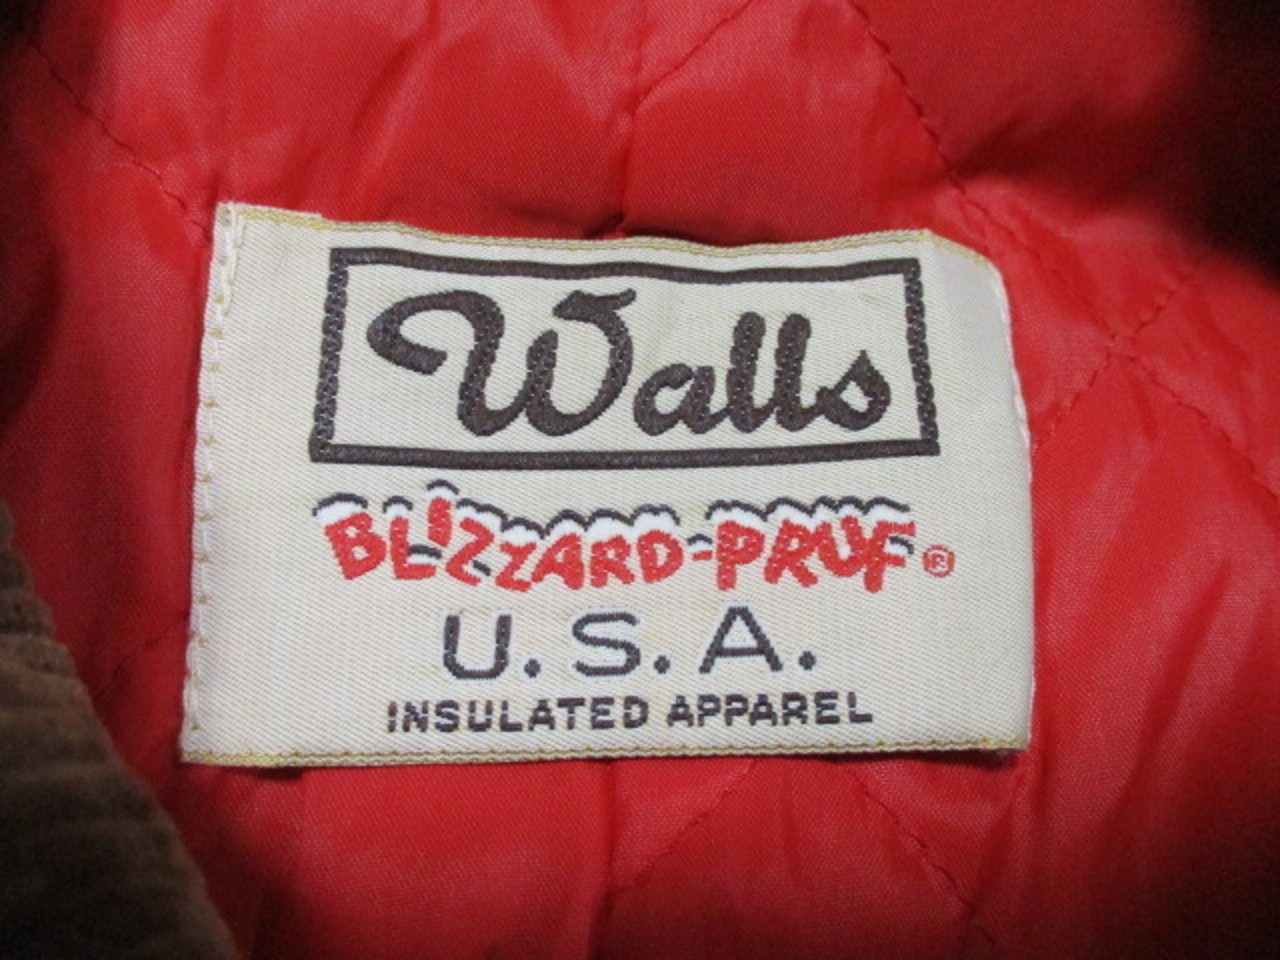 Walls
BLIZZARD-PRUF®
U.S.A.
INSULATED APPAREL